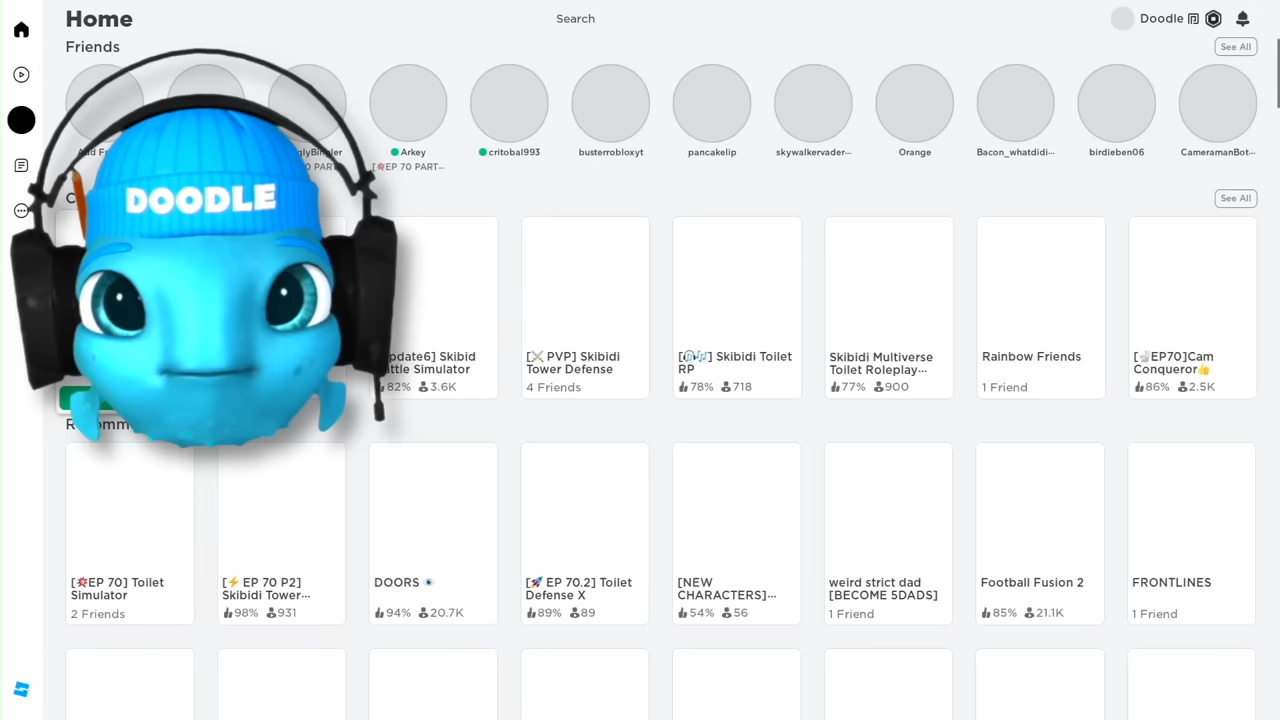 Home
Search
Doodle
Friends
See All
Arkey
critobal993
busterrobloxyt
pancakelip
skywalkervader···
Orange
Bacon_whatdidi···
birdieben06
CameramanBot···
[💥EP 70 PART···
See All
DOODLE
Skibid
Simulator
82% 3.6K
[⚔️ PVP] Skibidi
Tower Defense
4 Friends
[🎧🎶] Skibidi Toilet
RP
78% 718
Skibidi Multiverse
Toilet Roleplay···
77% 900
Rainbow Friends
1 Friend
[🚽EP70]Cam
Conqueror👍
86% 2.5K
[💥EP 70] Toilet
Simulator
2 Friends
[⚡ EP 70 P2]
Skibidi Tower···
98% 931
DOORS 👁️
94% 20.7K
[🚀 EP 70.2] Toilet
Defense X
89% 89
[NEW
CHARACTERS]···
54% 56
weird strict dad
[BECOME 5DADS]
1 Friend
Football Fusion 2
85% 21.1K
FRONTLINES
1 Friend